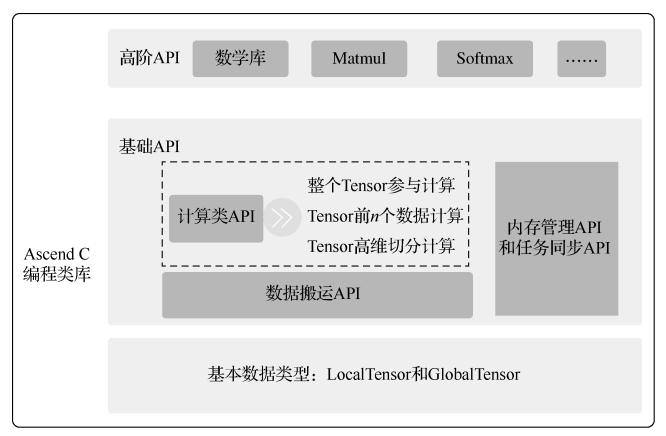 高阶API
数学库
Matmul
Softmax
……
基础API
计算类API
整个Tensor参与计算
Tensor前n个数据计算
Tensor高维切分计算
内存管理API
和任务同步API
数据搬运API
Ascend C
编程类库
基本数据类型：LocalTensor和GlobalTensor